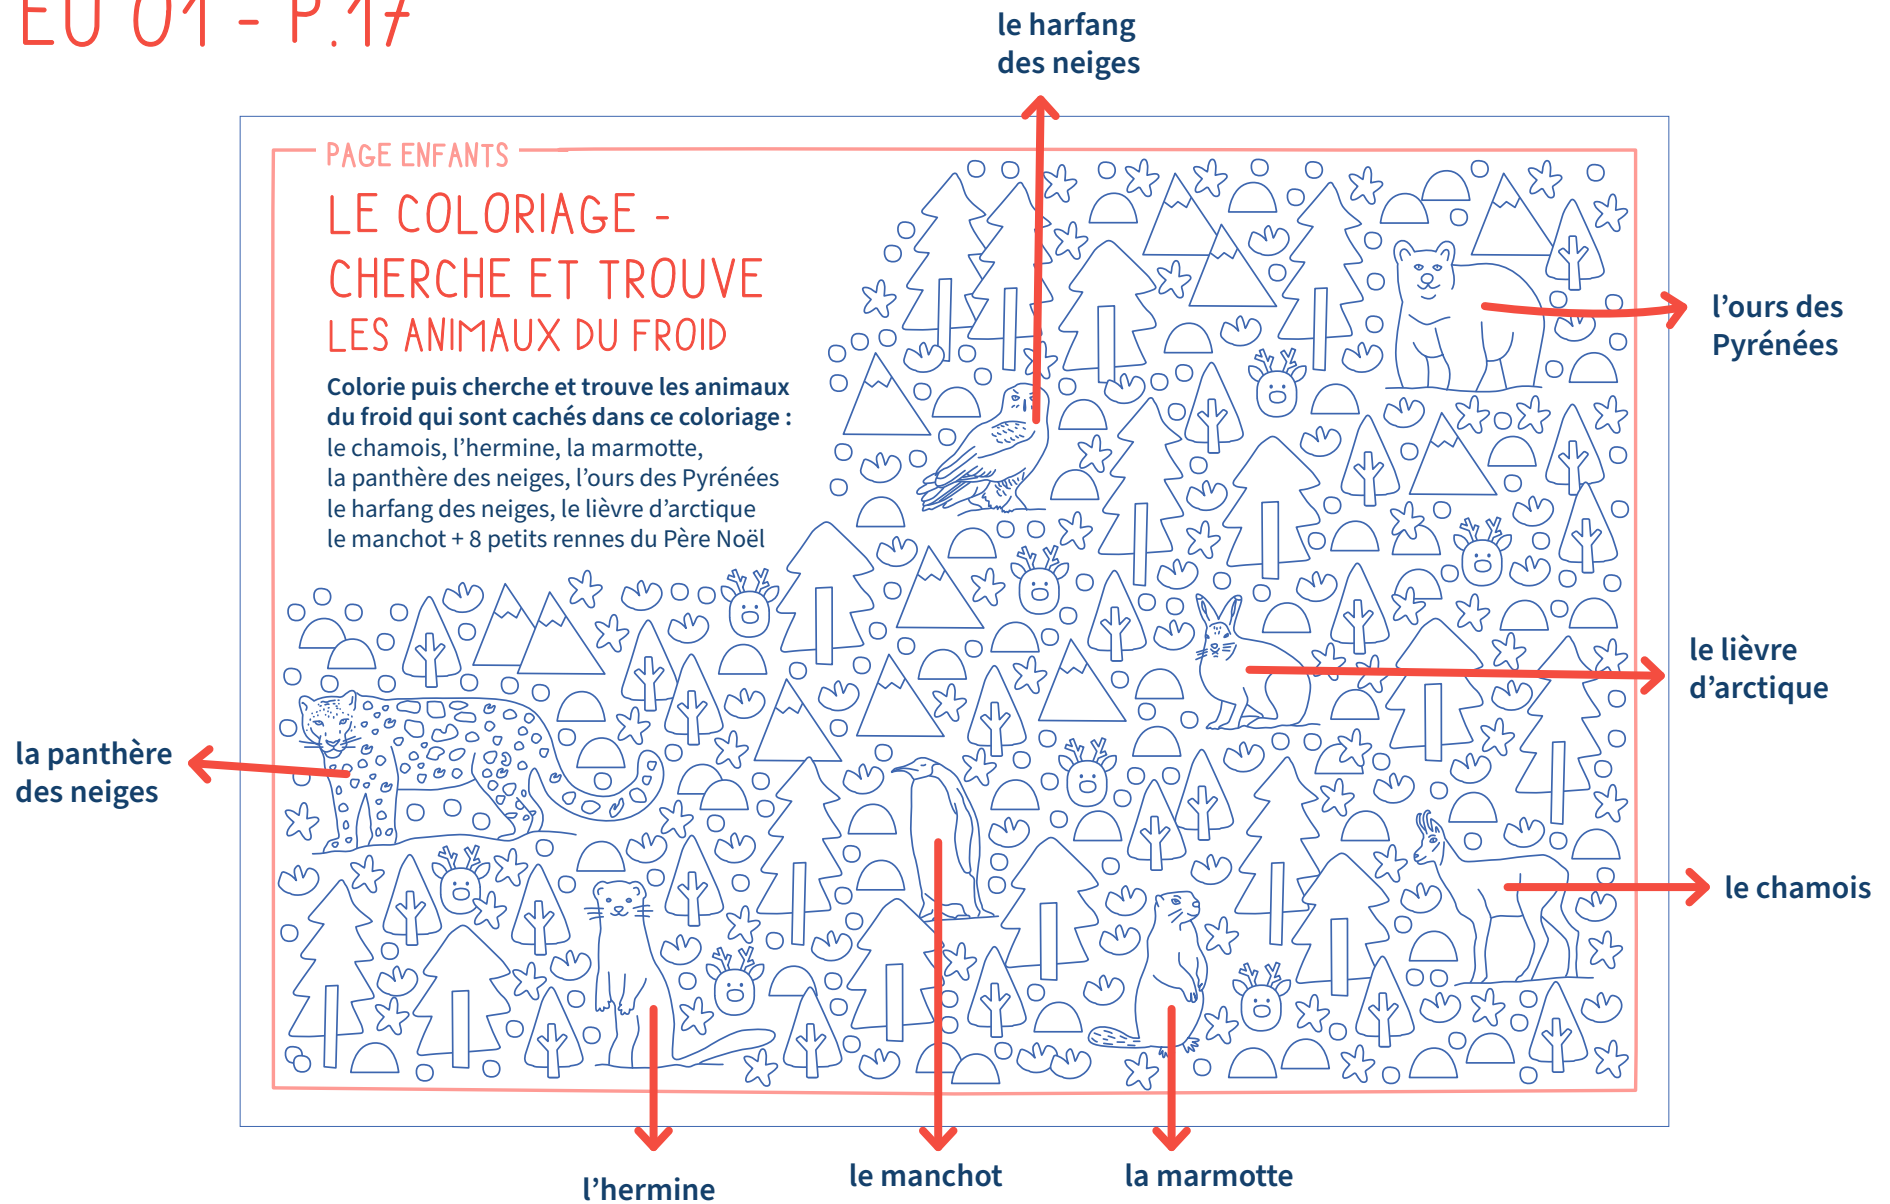 EU 01 - P.17
le harfang
des neiges
PAGE ENFANTS
LE COLORIAGE -
CHERCHE ET TROUVE
LES ANIMAUX DU FROID
Colorie puis cherche et trouve les animaux
du froid qui sont cachés dans ce coloriage :
le chamois, l’hermine, la marmotte,
la panthère des neiges, l’ours des Pyrénées
le harfang des neiges, le lièvre d’arctique
le manchot + 8 petits rennes du Père Noël
l’ours des
Pyrénées
le lièvre
d’arctique
la panthère
des neiges
le chamois
l’hermine
le manchot
la marmotte